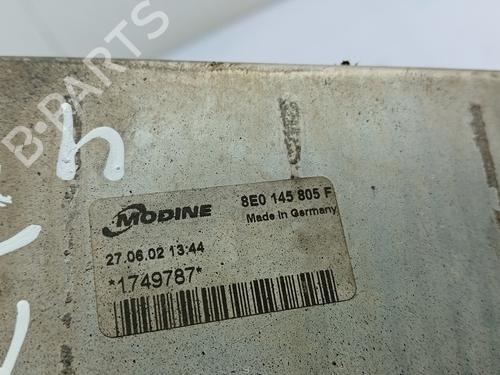 B-PARTS
MODINE 8E0 145 805 F
Made in Germany
27.06.02 13:44
*1749787*